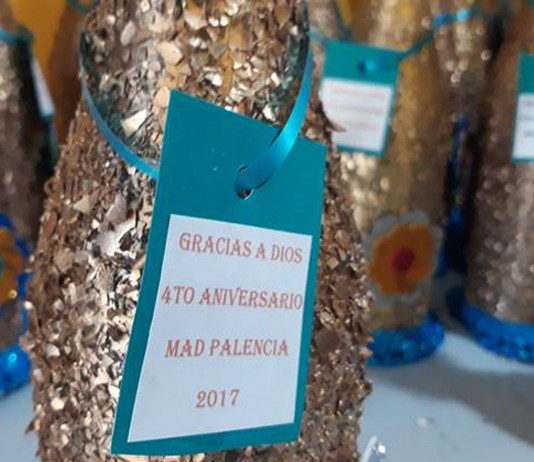 GRACIAS A DIOS
4TO ANIVERSARIO
MAD PALENCIA
2017